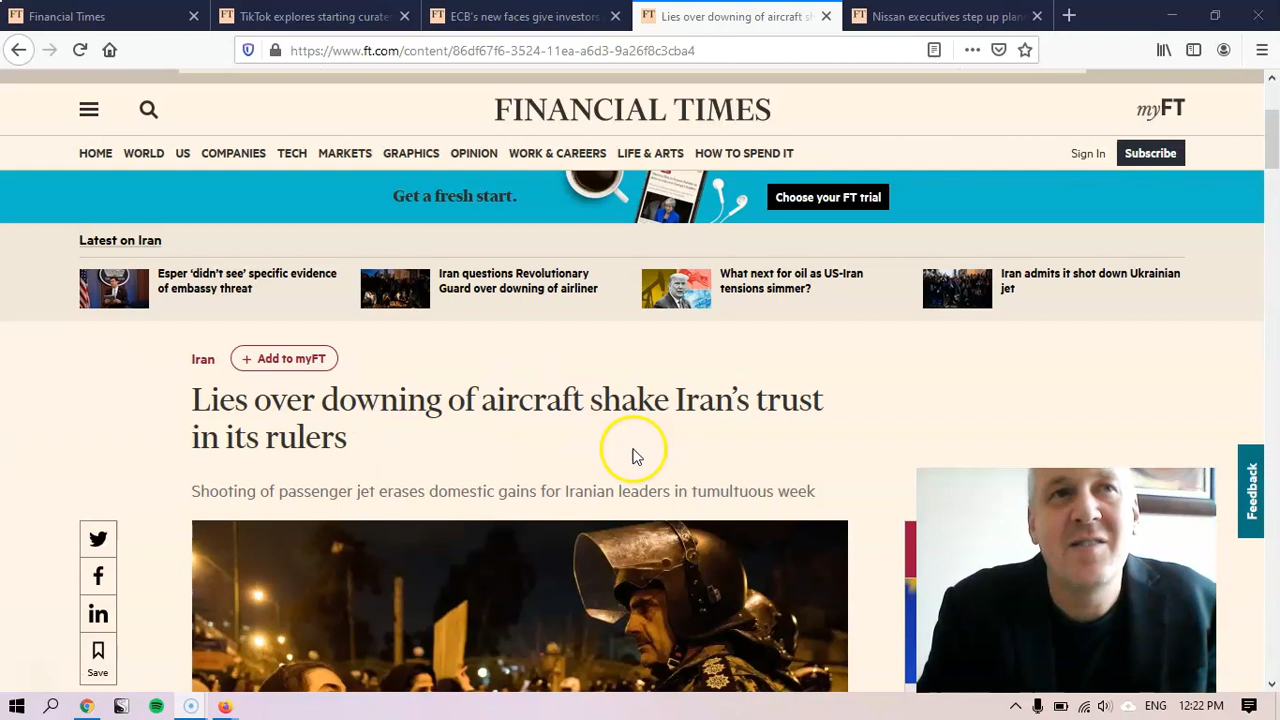 Financial Times
TikTok explores starting curate
ECB's new faces give investors
Lies over downing of aircraft sh
Nissan executives step up plan
https://www.ft.com/content/86df67f6-3524-11ea-a6d3-9a26f8c3cba4
FINANCIAL TIMES
myFT
HOME WORLD US COMPANIES TECH MARKETS GRAPHICS OPINION WORK & CAREERS LIFE & ARTS HOW TO SPEND IT
Sign In Subscribe
Get a fresh start.
Choose your FT trial
Latest on Iran
Esper ‘didn’t see’ specific evidence
of embassy threat
Iran questions Revolutionary
Guard over downing of airliner
What next for oil as US-Iran
tensions simmer?
Iran admits it shot down Ukrainian
jet
Iran
+ Add to myFT
Lies over downing of aircraft shake Iran’s trust
in its rulers
Shooting of passenger jet erases domestic gains for Iranian leaders in tumultuous week
Feedback
Save
ENG 12:22 PM